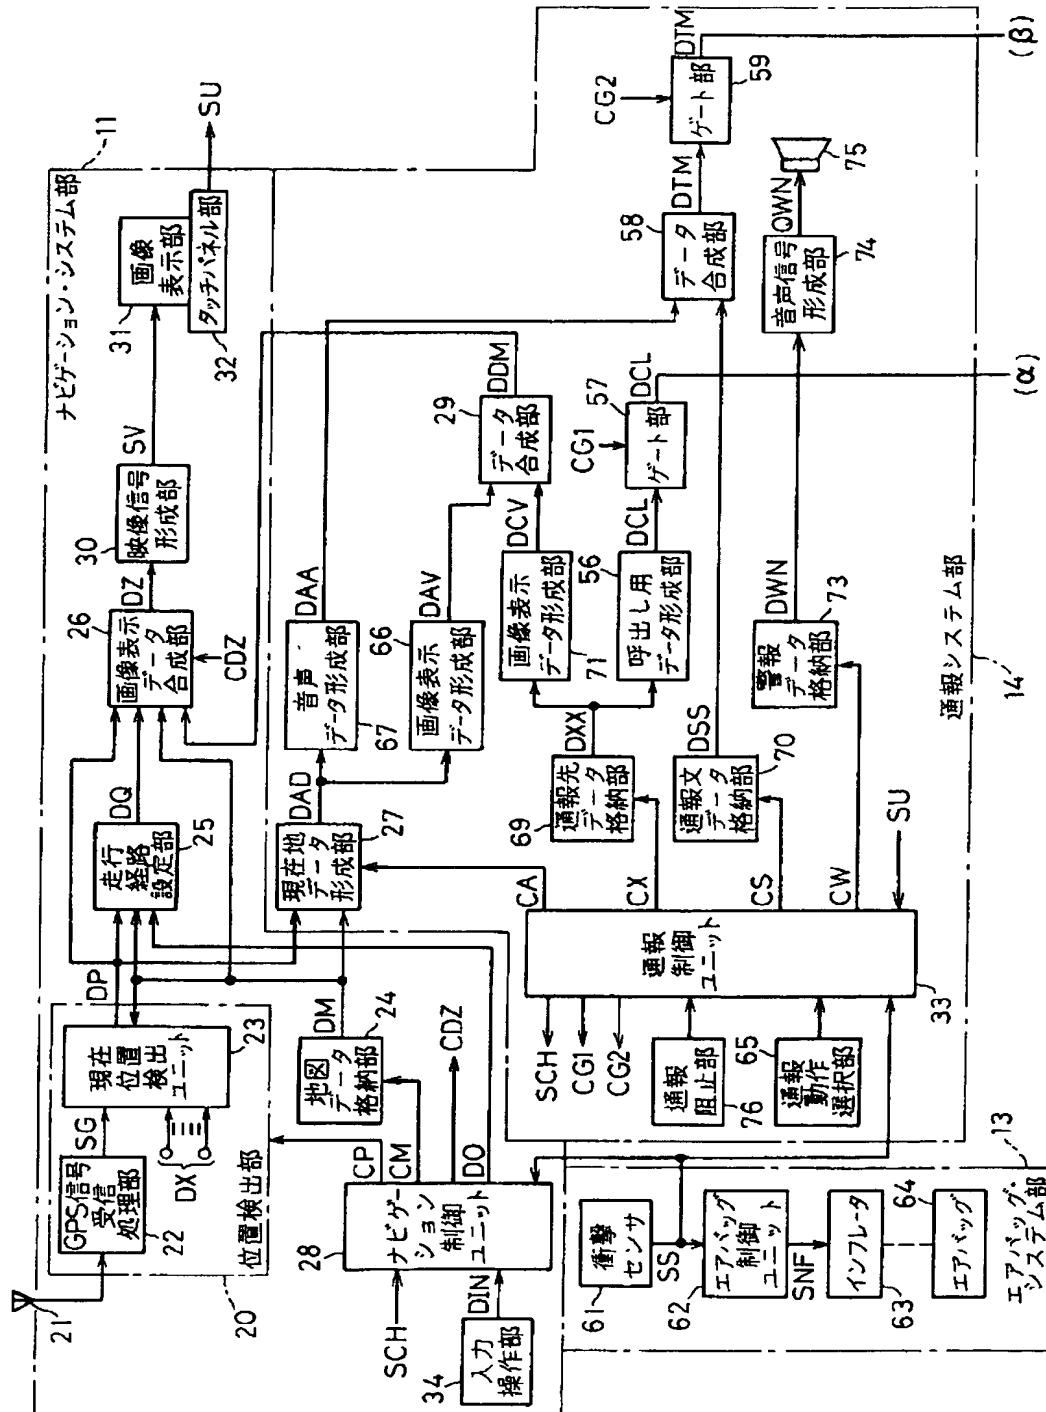 ナビゲーション・システム部
11
21
GPS信号
受信
処理部
22
SG
DX
現在
位置
検出
ユニット
23
位置検出部
20
DP
走行
経路
設定部
25
DQ
画像表示
データ
合成部
26
CDZ
DZ
映像信号
形成部
30
SV
画像
表示部
31
タッチパネル部
32
SU
DM
地図
データ
格納部
24
SCH
ナビゲー
ション
制御
ユニット
28
CP
CM
CDZ
DO
DIN
入力
操作部
34
現在地
データ
形成部
27
DAD
音声
データ形成部
67
DAA
画像表示
データ形成部
66
DAV
データ
合成部
29
DDM
CA
CX
CS
CW
通報先
データ
格納部
69
DXX
画像表示
データ形成部
71
DCV
呼出し用
データ形成部
56
DCL
CG1
ゲート部
57
DCL
(α)
通報文
データ
格納部
70
DSS
データ
合成部
58
DTM
CG2
ゲート部
59
DTM
(β)
警報
データ
格納部
73
DWN
音声信号
形成部
74
QWN
75
通報
制御
ユニット
33
SU
SCH
CG1
CG2
通報
阻止部
76
通報
動作
選択部
65
通報システム部
14
衝撃
センサ
61
SS
エアバッグ
制御
ユニット
62
SNF
インフレータ
63
エアバッグ
64
エアバッグ・
システム部
13